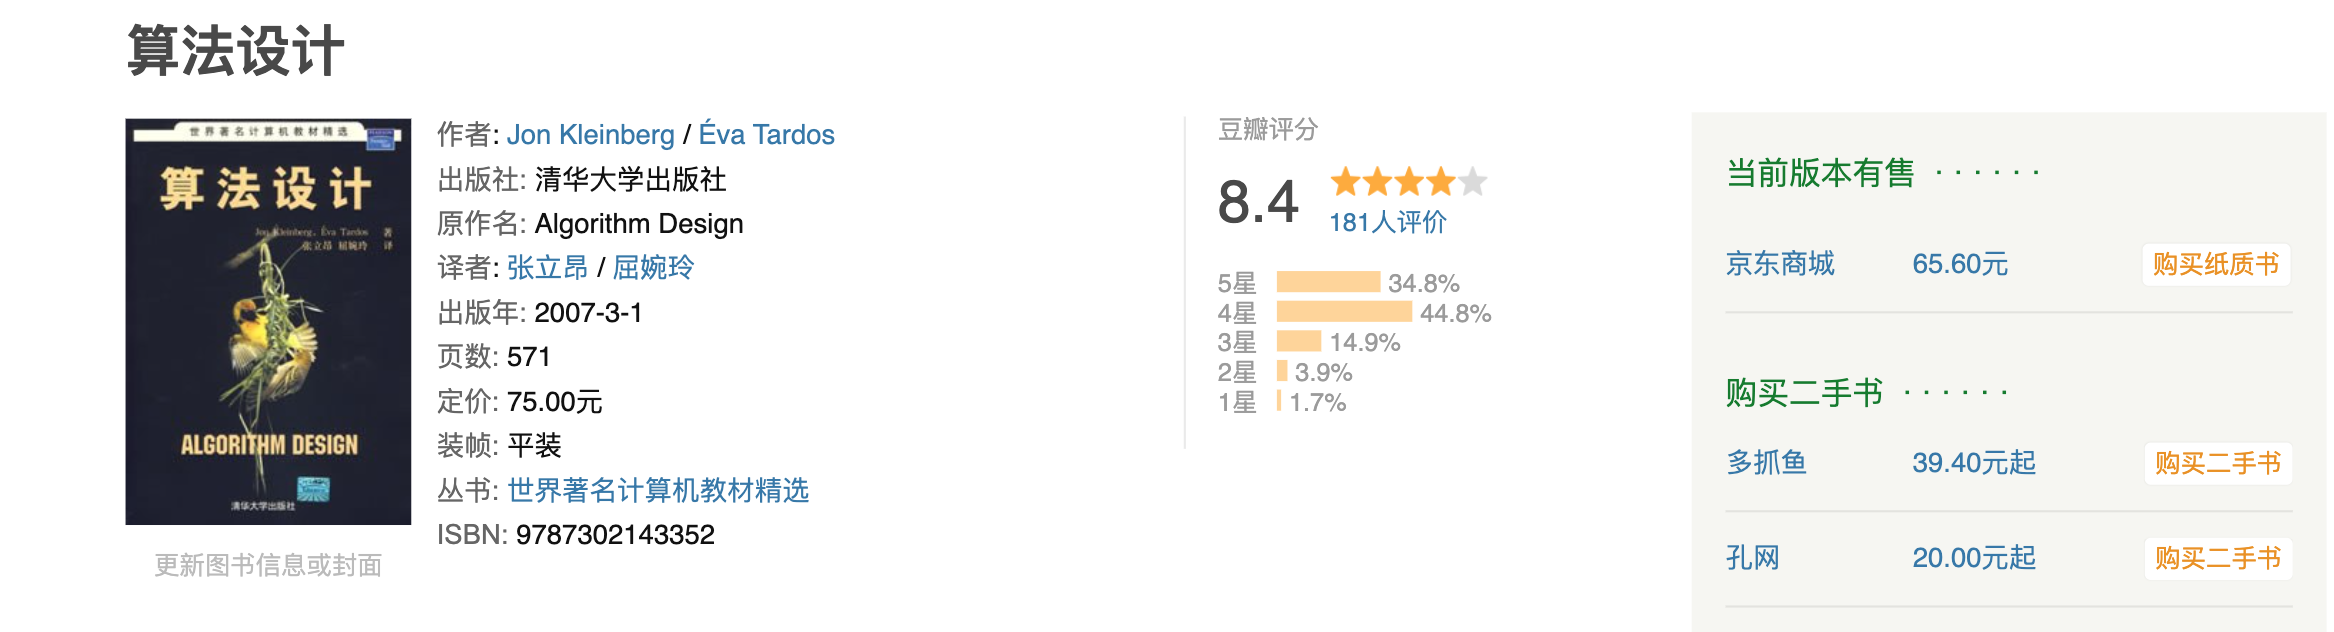 算法设计
世界著名计算机教材精选
算法设计
Jon Kleinberg, Éva Tardos 著
张立昂 屈婉玲 译
ALGORITHM DESIGN
清华大学出版社
更新图书信息或封面
作者: Jon Kleinberg / Éva Tardos
出版社: 清华大学出版社
原作名: Algorithm Design
译者: 张立昂 / 屈婉玲
出版年: 2007-3-1
页数: 571
定价: 75.00元
装帧: 平装
丛书: 世界著名计算机教材精选
ISBN: 9787302143352
豆瓣评分
8.4
181人评价
5星 34.8%
4星 44.8%
3星 14.9%
2星 3.9%
1星 1.7%
当前版本有售 · · · · · ·
京东商城 65.60元 购买纸质书
购买二手书 · · · · · ·
多抓鱼 39.40元起 购买二手书
孔网 20.00元起 购买二手书